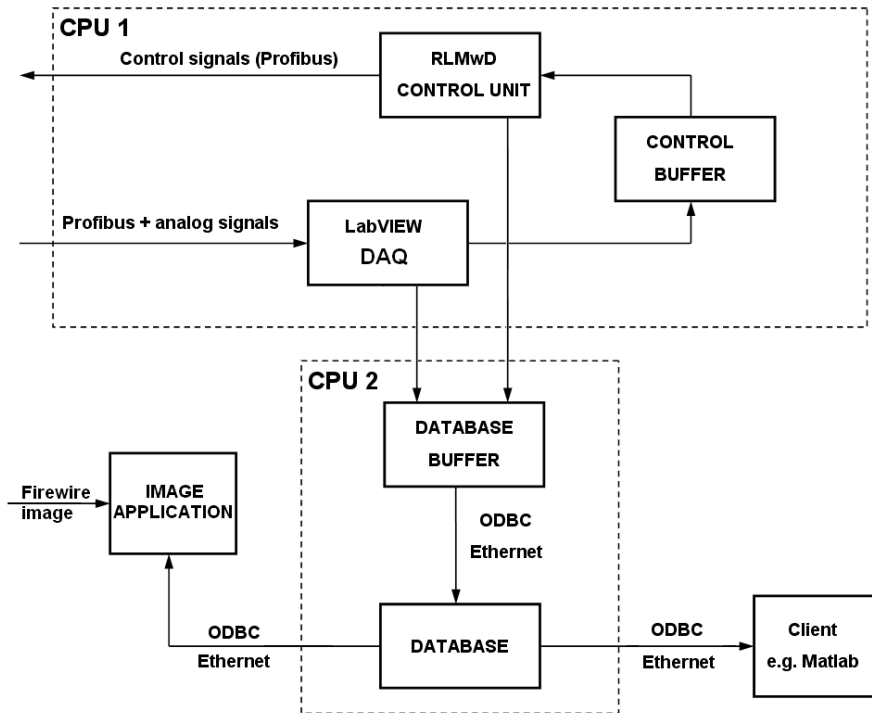 CPU 1
Control signals (Profibus)
RLMwD
CONTROL UNIT
CONTROL
BUFFER
Profibus + analog signals
LabVIEW
DAQ
CPU 2
DATABASE
BUFFER
Firewire
image
IMAGE
APPLICATION
ODBC
Ethernet
ODBC
Ethernet
DATABASE
ODBC
Ethernet
Client
e.g. Matlab